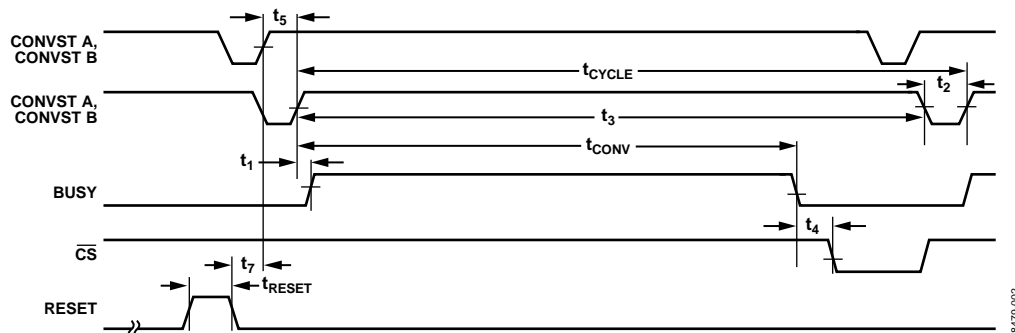 t5
CONVST A,
CONVST B
tCYCLE
t2
CONVST A,
CONVST B
t3
tCONV
t1
BUSY
t4
CS
t7
tRESET
RESET